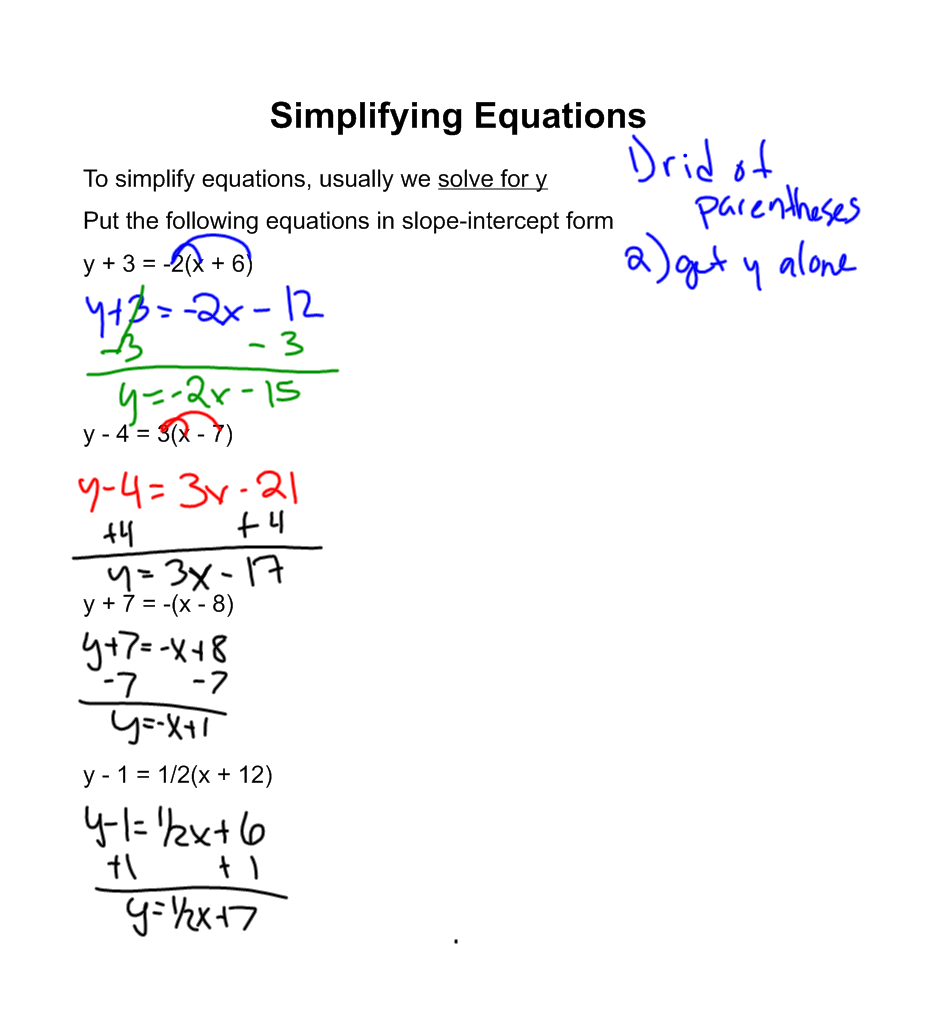 Simplifying Equations
1) rid of
parentheses
2) get y alone
To simplify equations, usually we solve for y
Put the following equations in slope-intercept form
y + 3 = -2(x + 6)
y+3 = -2x - 12
-3 - 3
y = -2x - 15
y - 4 = 3(x - 7)
y-4 = 3x - 21
+4 + 4
y = 3x - 17
y + 7 = -(x - 8)
y+7 = -x+8
-7 -7
y=-x+1
y - 1 = 1/2(x + 12)
y-1 = 1/2x + 6
+1 + 1
y = 1/2x +7